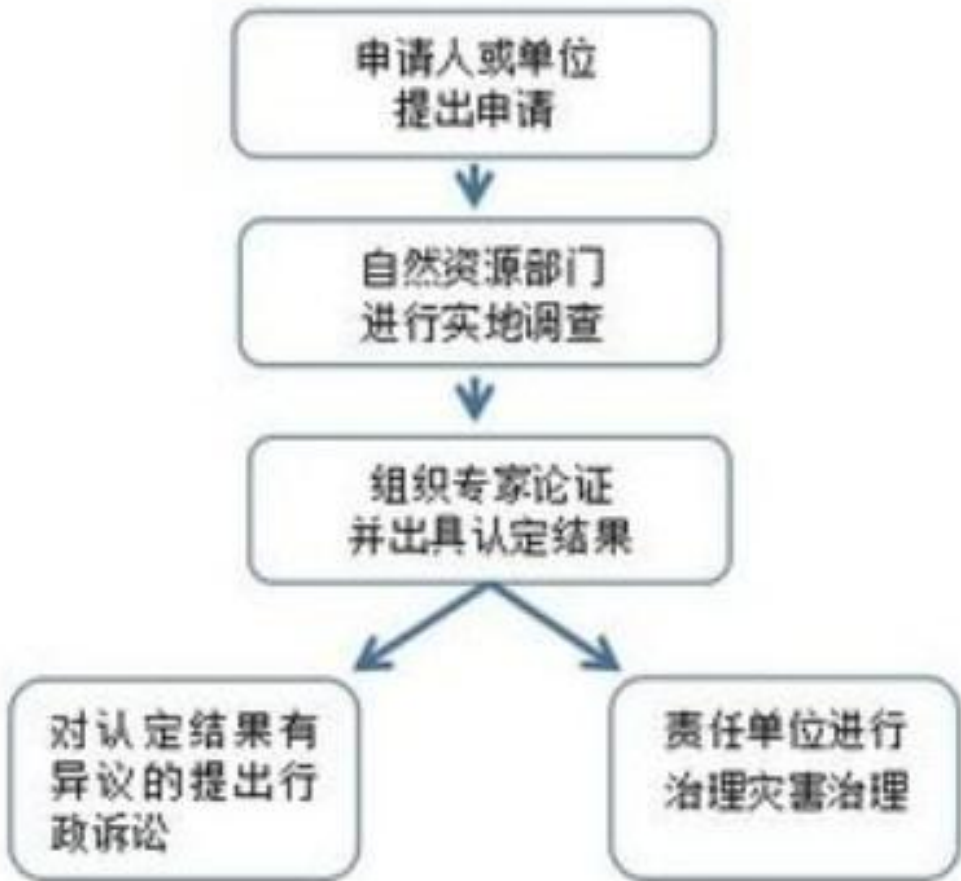 申请人或单位
提出申请
自然资源部门
进行实地调查
组织专家论证
并出具认定结果
对认定结果有
异议的提出行
政诉讼
责任单位进行
治理灾害治理